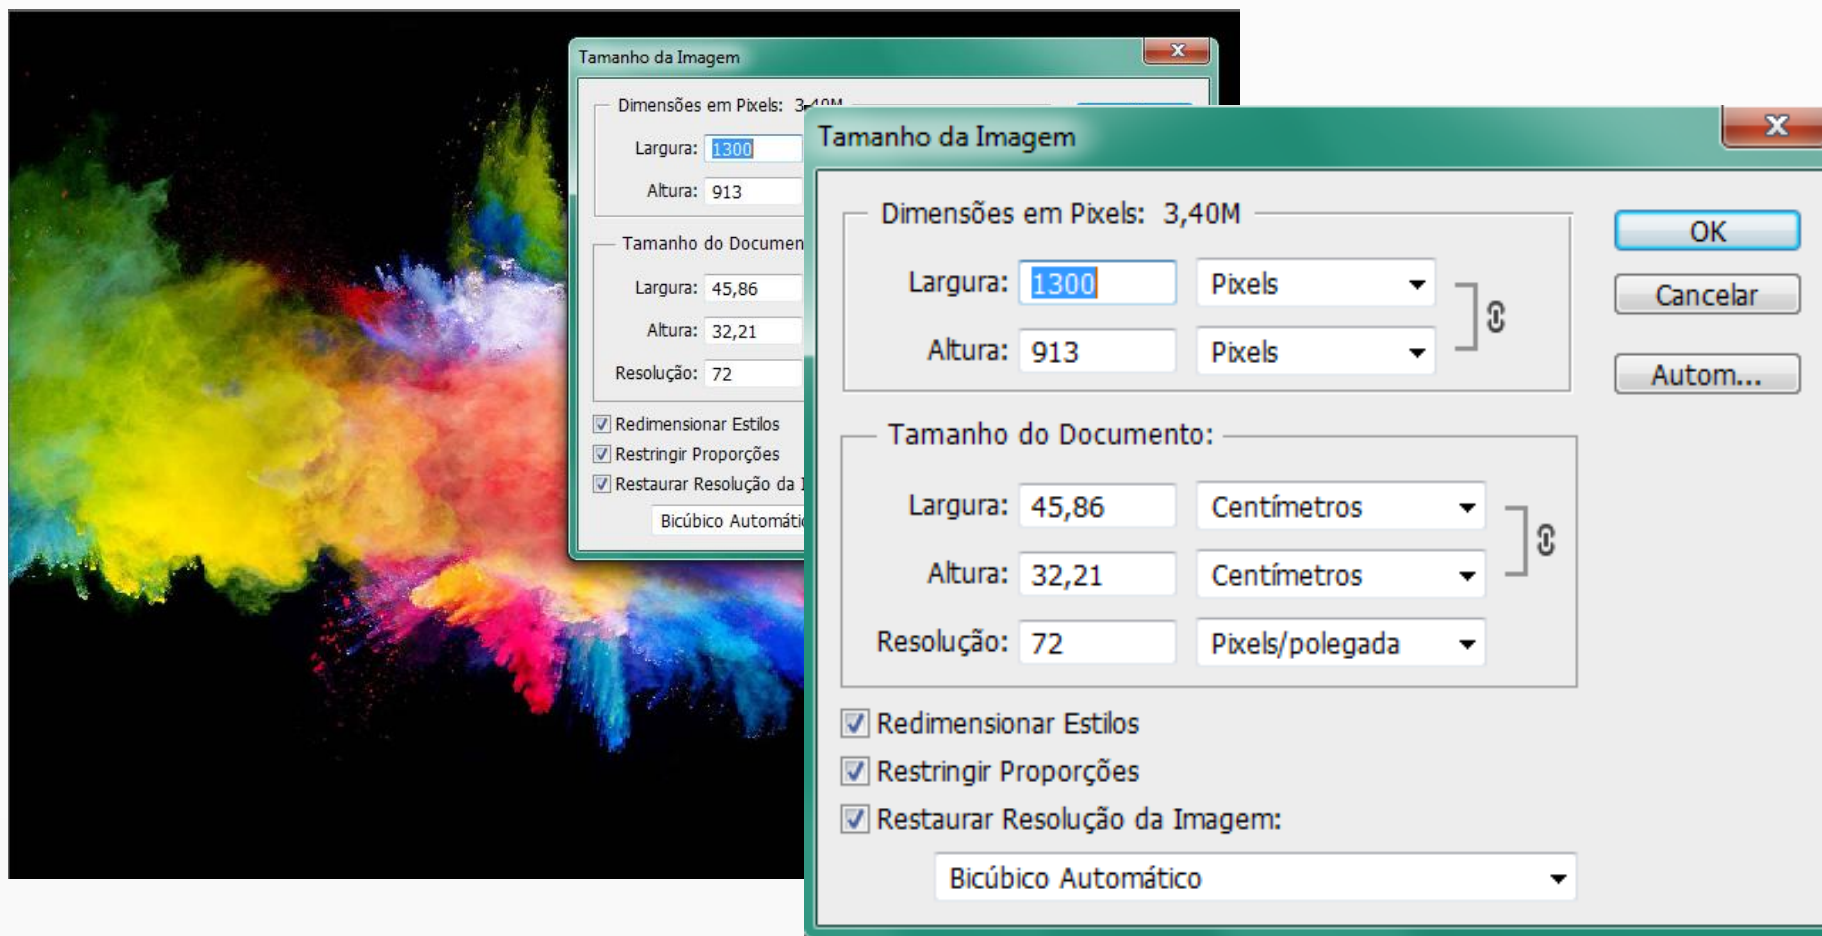 Tamanho da Imagem
Dimensões em Pixels: 3,40M
Largura: 1300
Altura: 913
Tamanho do Documen
Largura: 45,86
Altura: 32,21
Resolução: 72
Redimensionar Estilos
Restringir Proporções
Restaurar Resolução da I
Bicúbico Automátic
Tamanho da Imagem
Dimensões em Pixels: 3,40M
Largura: 1300 Pixels
Altura: 913 Pixels
OK
Cancelar
Autom...
Tamanho do Documento:
Largura: 45,86 Centímetros
Altura: 32,21 Centímetros
Resolução: 72 Pixels/polegada
Redimensionar Estilos
Restringir Proporções
Restaurar Resolução da Imagem:
Bicúbico Automático